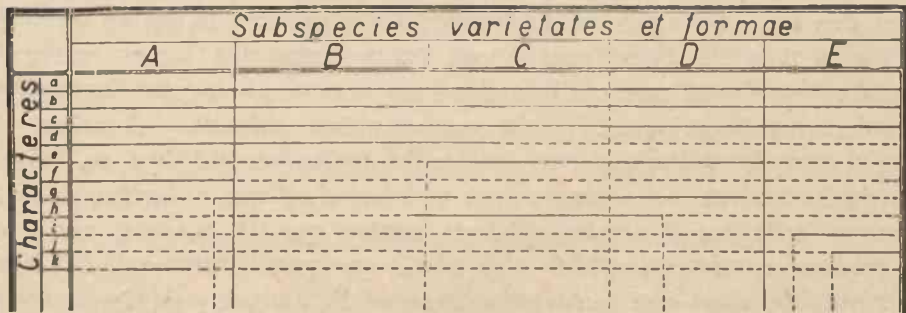 Subspecies varietates et formae
A B C D E
Characteres
a
b
c
d
e
f
g
h
i
k